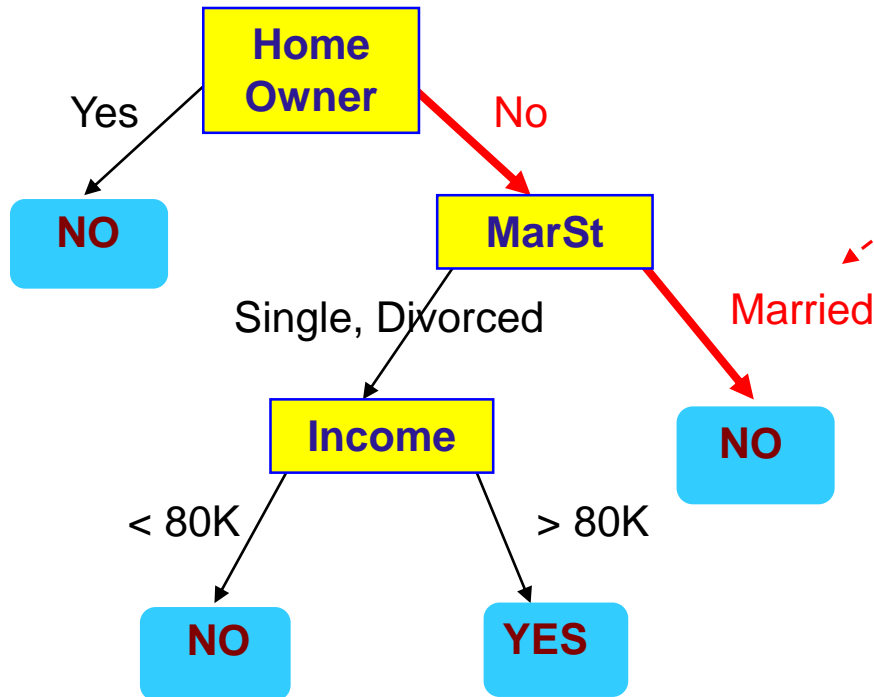 Home
Owner
Yes
No
NO
MarSt
Single, Divorced
Married
Income
NO
< 80K
> 80K
NO
YES